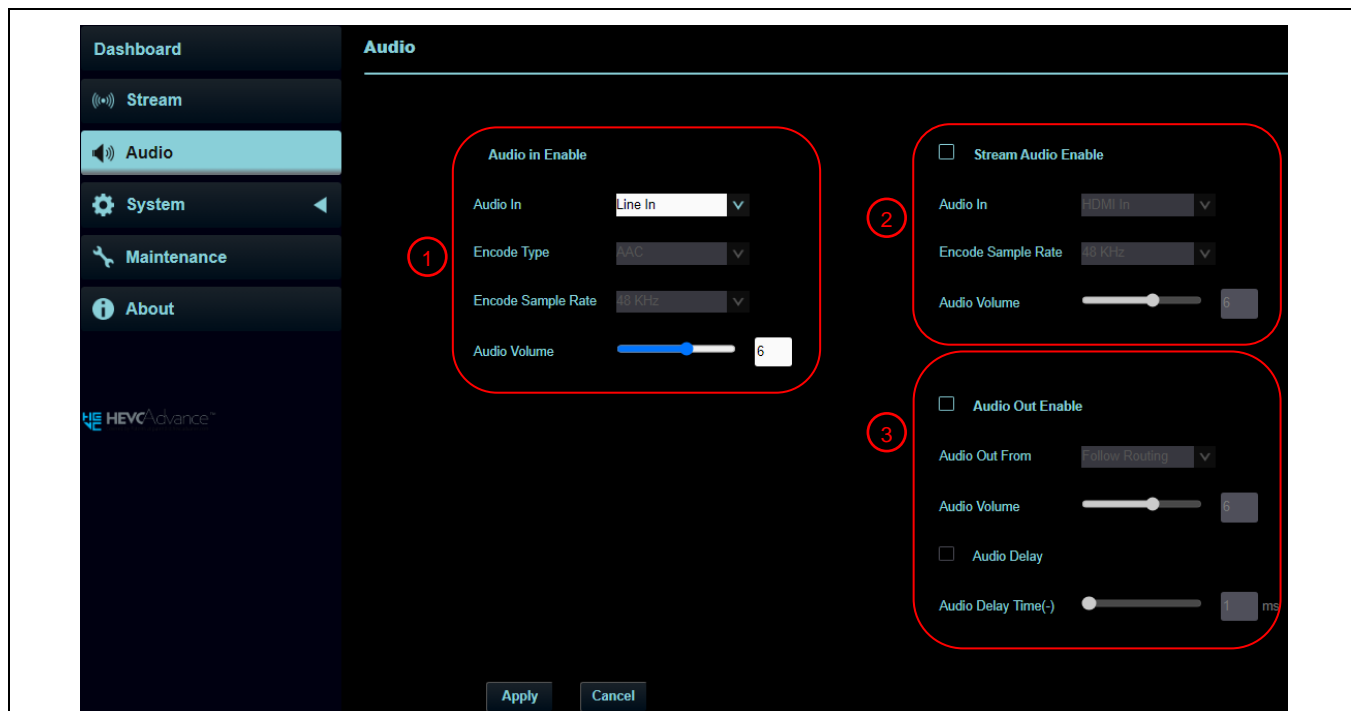 Dashboard
Stream
Audio
System
Maintenance
About
HEVCAdvance™
Audio
1
Audio in Enable
Audio In Line In
Encode Type AAC
Encode Sample Rate 48 KHz
Audio Volume 6
2
Stream Audio Enable
Audio In HDMI In
Encode Sample Rate 48 KHz
Audio Volume 6
3
Audio Out Enable
Audio Out From Follow Routing
Audio Volume 6
Audio Delay
Audio Delay Time(-) 1 ms
Apply Cancel